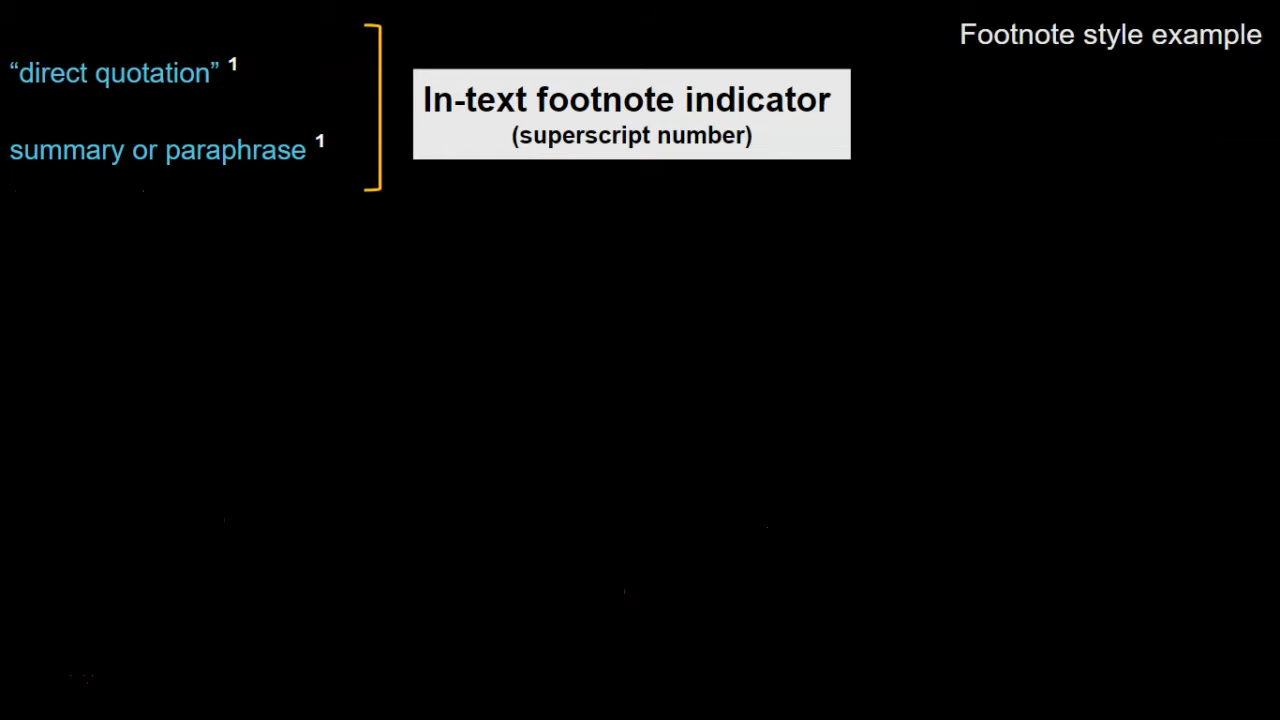 Footnote style example
“direct quotation” 1
summary or paraphrase 1
In-text footnote indicator
(superscript number)